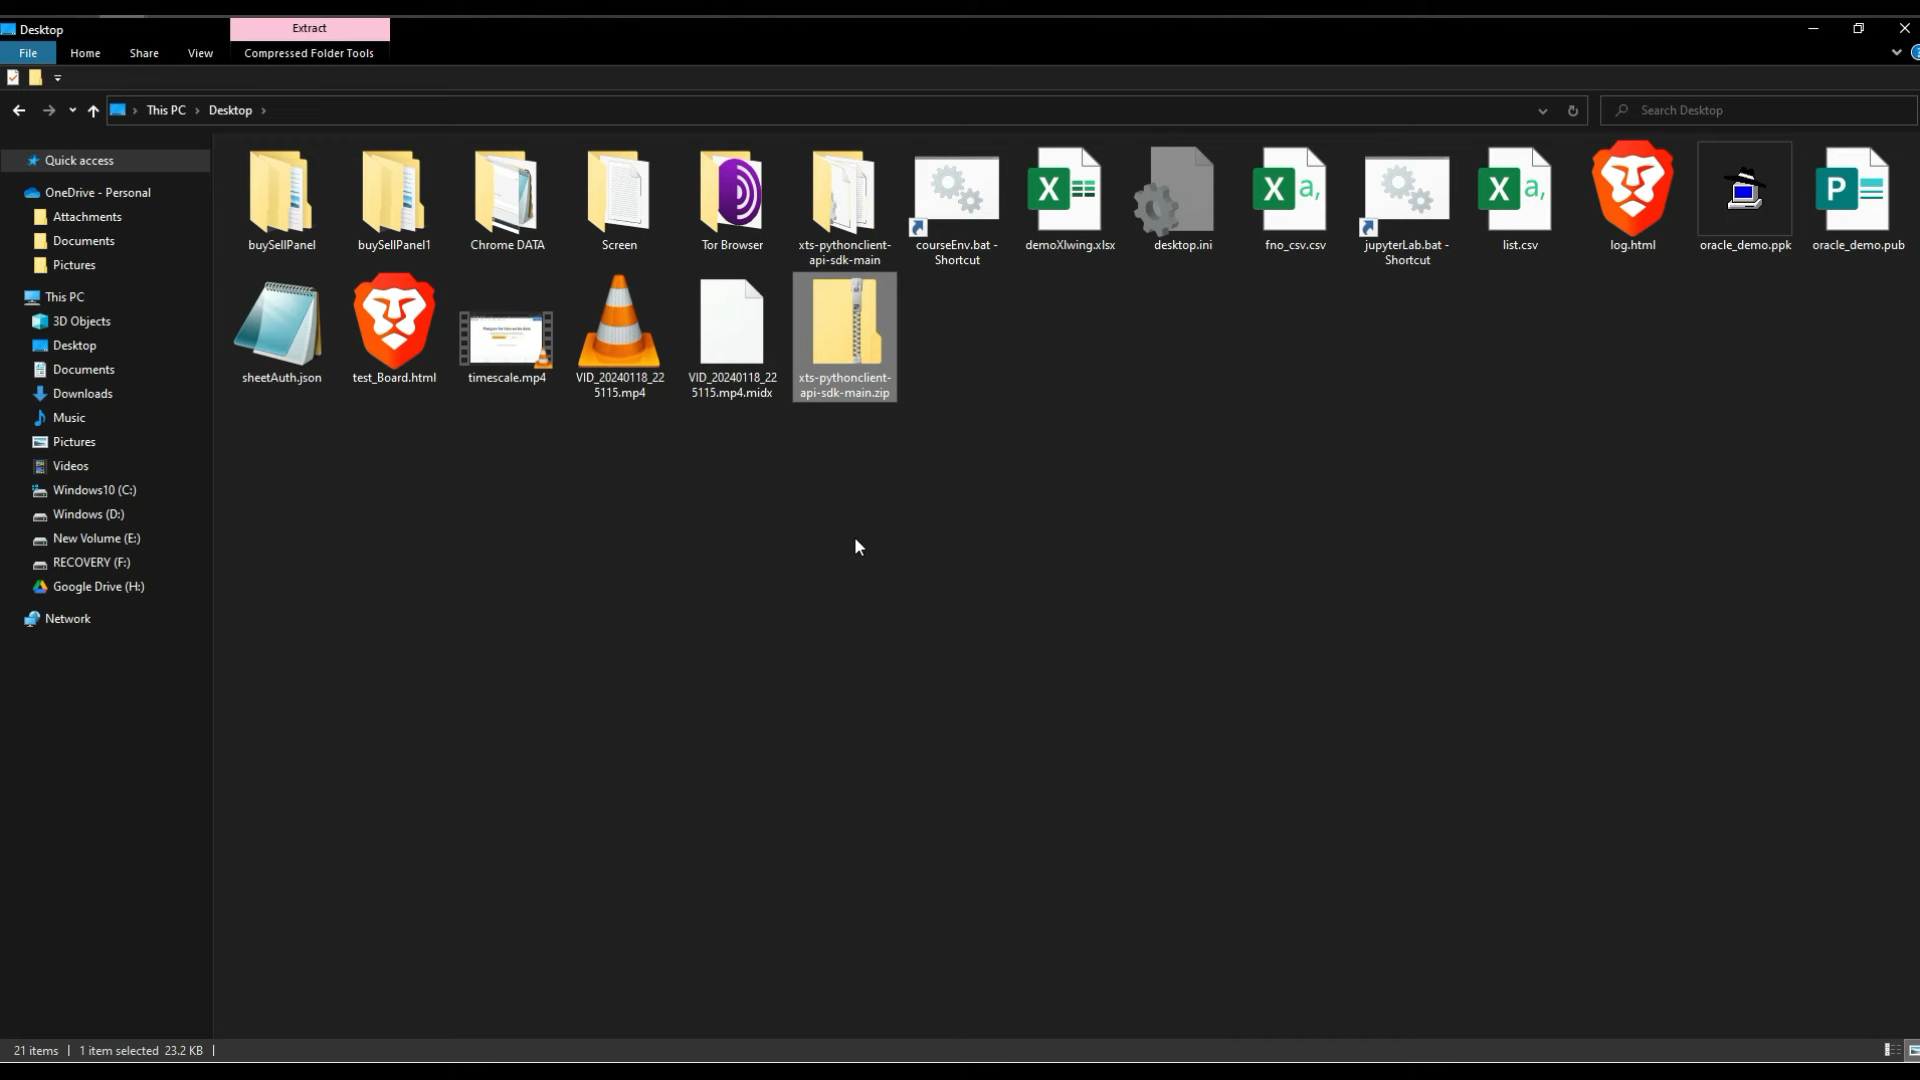 Desktop
Extract
File
Home
Share
View
Compressed Folder Tools
This PC
Desktop
Search Desktop
Quick access
OneDrive - Personal
Attachments
Documents
Pictures
This PC
3D Objects
Desktop
Documents
Downloads
Music
Pictures
Videos
Windows10 (C:)
Windows (D:)
New Volume (E:)
RECOVERY (F:)
Google Drive (H:)
Network
buySellPanel
buySellPanel1
Chrome DATA
Screen
Tor Browser
xts-pythonclient-
api-sdk-main
courseEnv.bat -
Shortcut
demoXlwing.xlsx
desktop.ini
fno_csv.csv
jupyterLab.bat -
Shortcut
list.csv
log.html
oracle_demo.ppk
oracle_demo.pub
sheetAuth.json
test_Board.html
timescale.mp4
VID_20240118_22
5115.mp4
VID_20240118_22
5115.mp4.midx
xts-pythonclient-
api-sdk-main.zip
21 items
1 item selected 23.2 KB